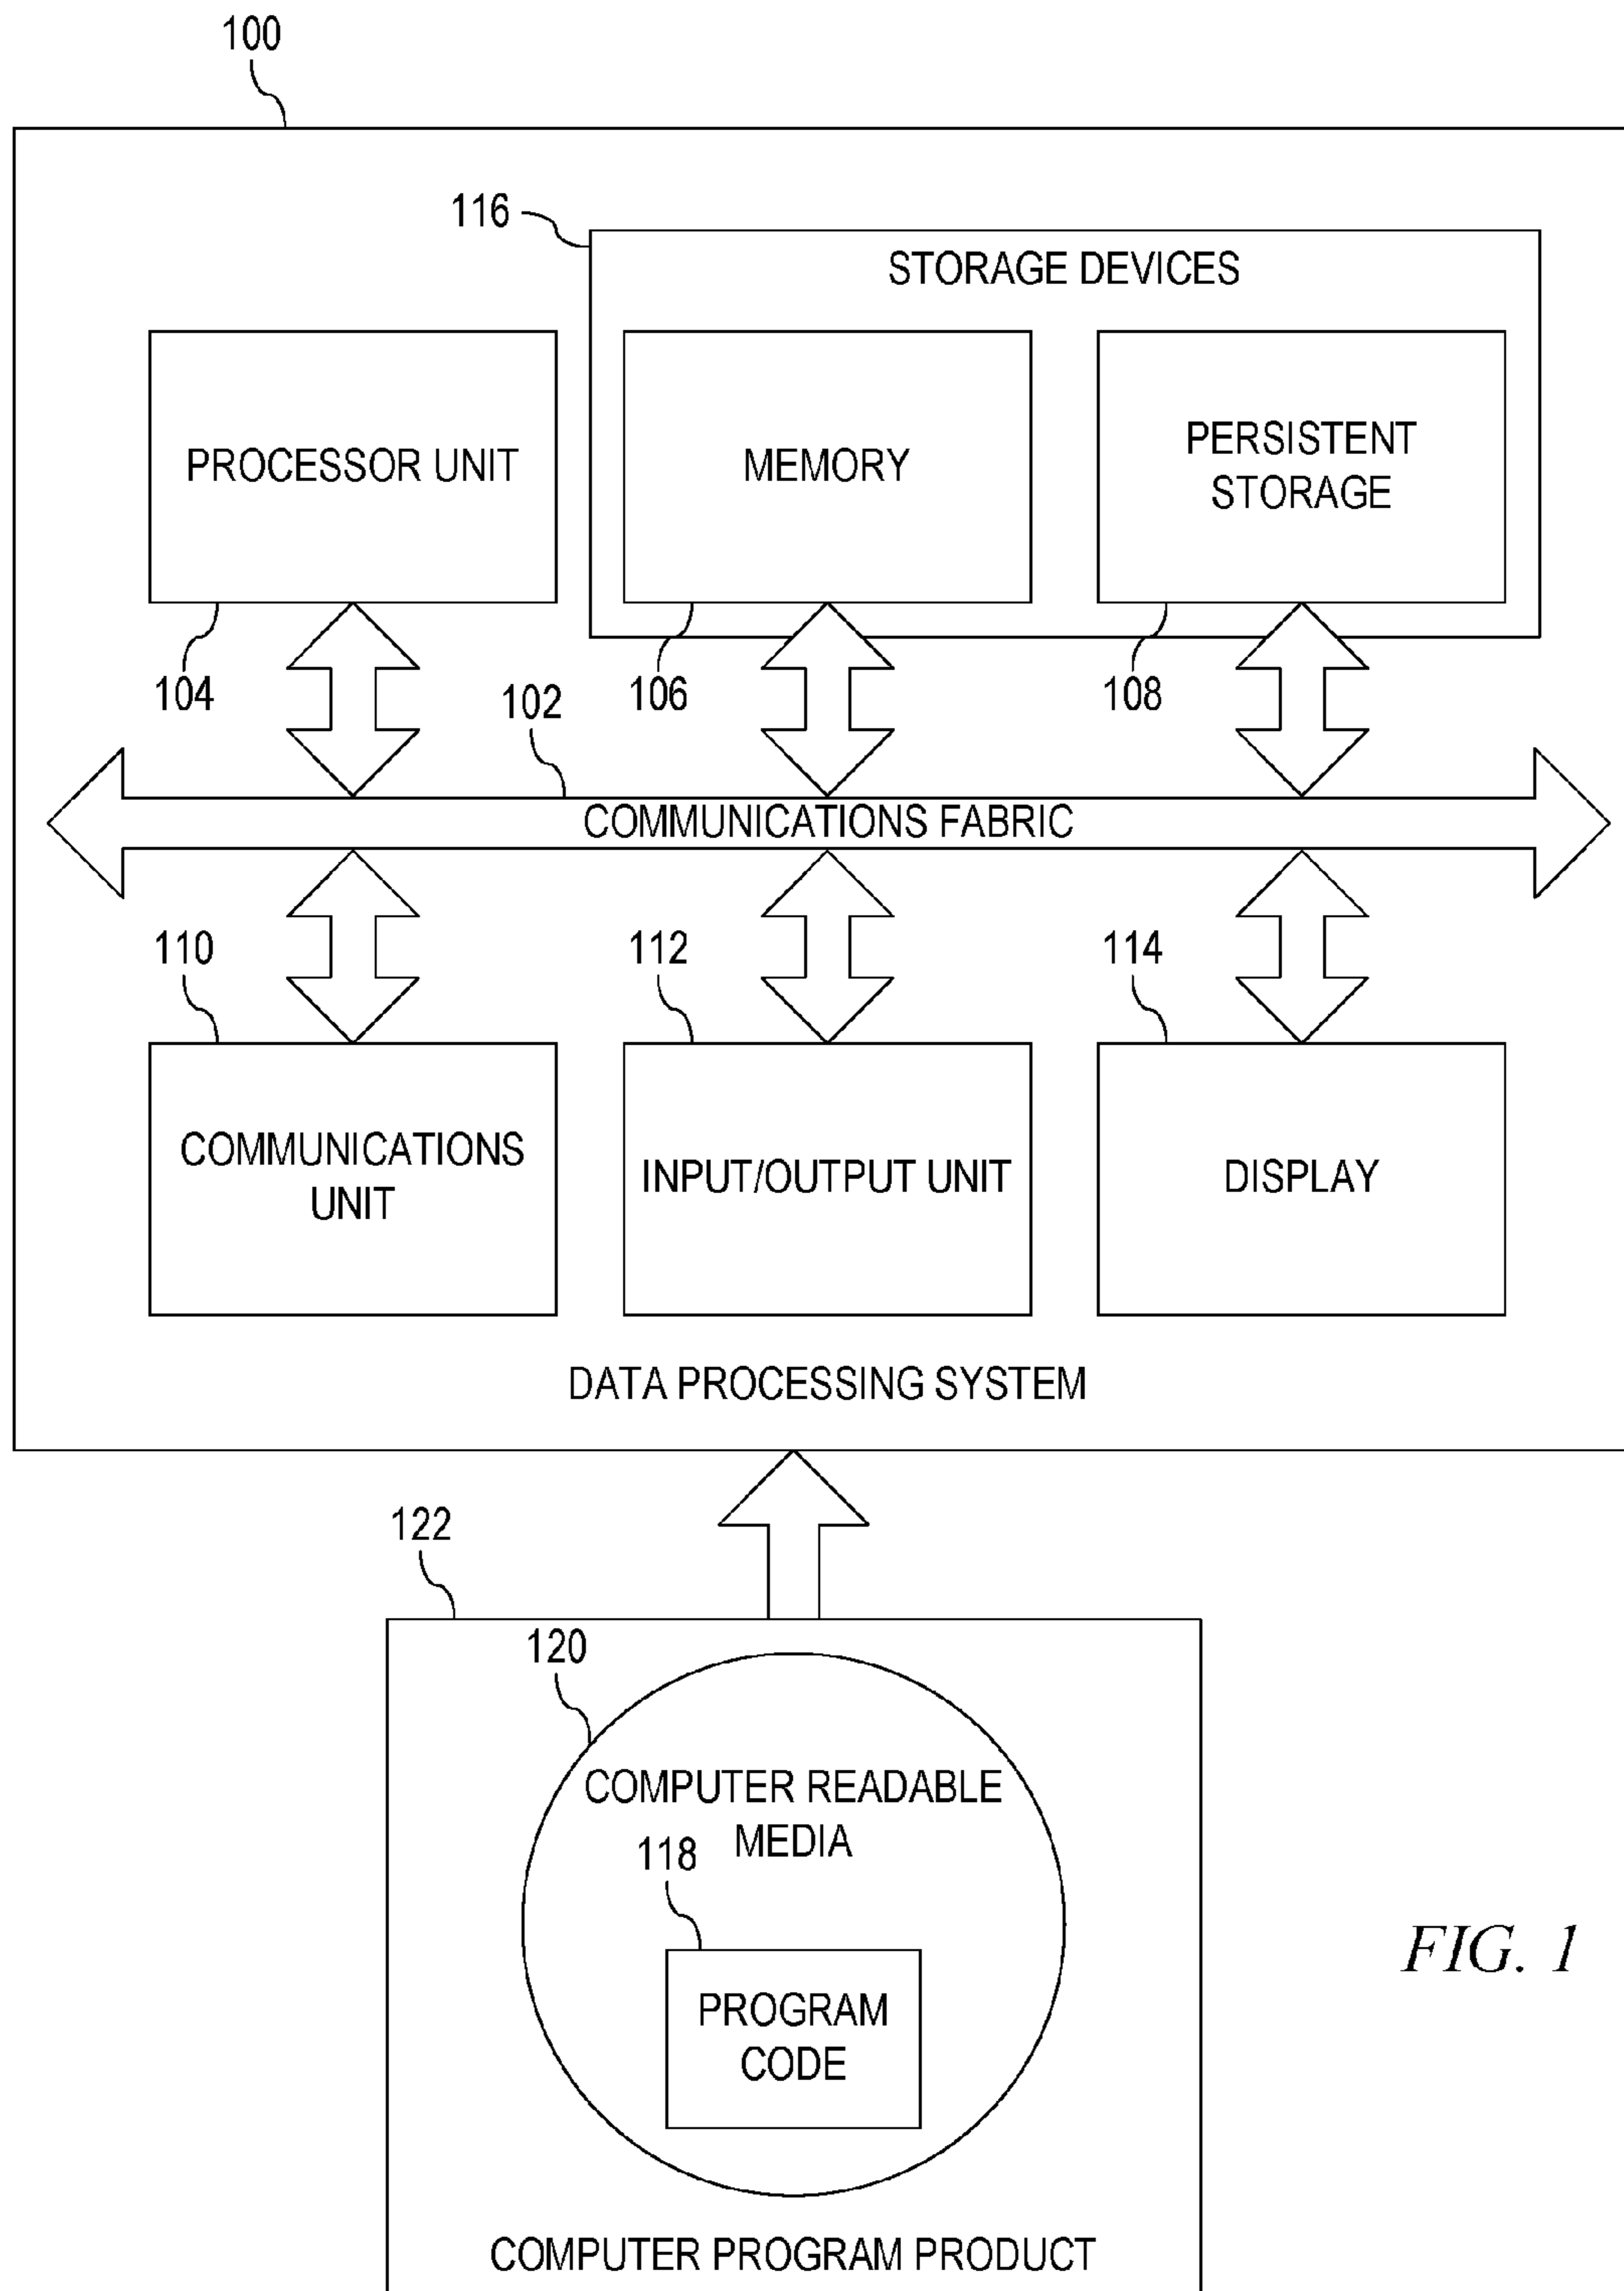 100
116
STORAGE DEVICES
PROCESSOR UNIT
MEMORY
PERSISTENT
STORAGE
104
106
108
102
COMMUNICATIONS FABRIC
110
112
114
COMMUNICATIONS
UNIT
INPUT/OUTPUT UNIT
DISPLAY
DATA PROCESSING SYSTEM
122
120
COMPUTER READABLE
MEDIA
118
PROGRAM
CODE
FIG. 1
COMPUTER PROGRAM PRODUCT